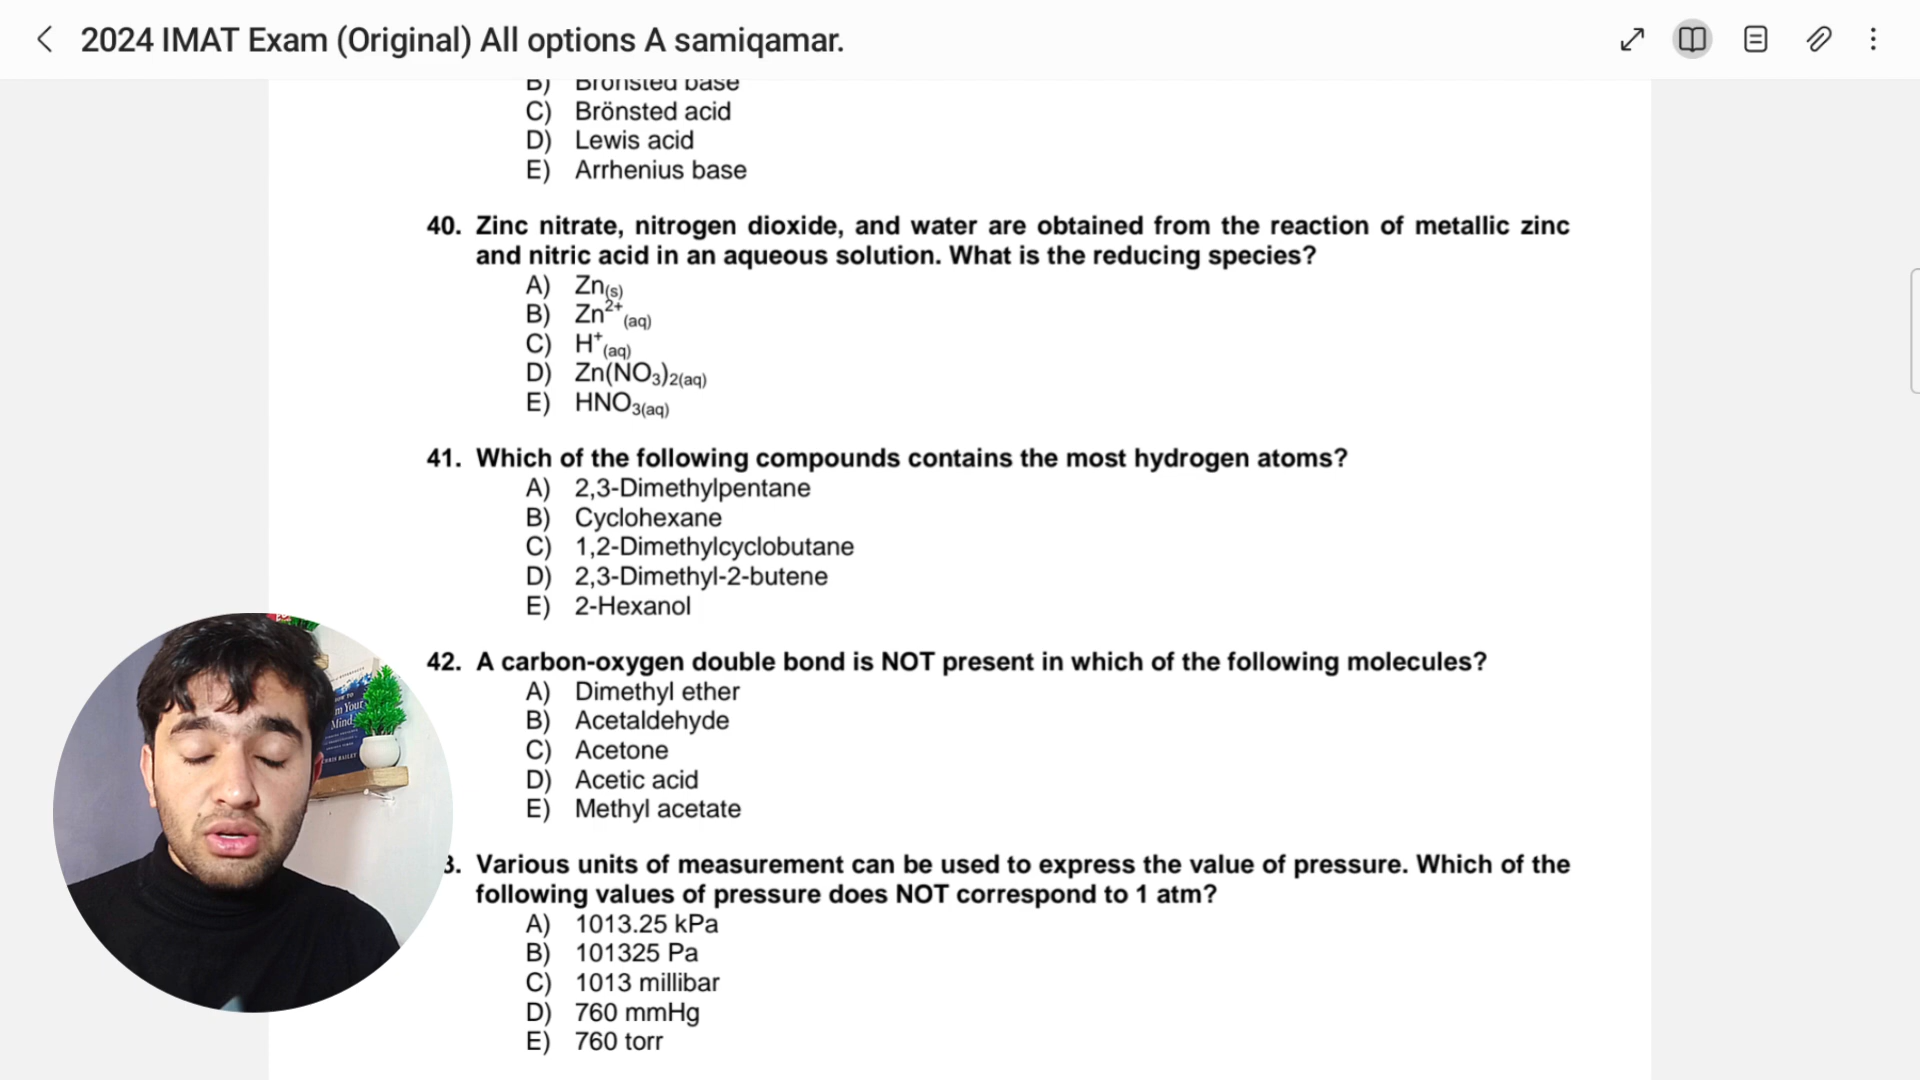 2024 IMAT Exam (Original) All options A samiqamar.
B) Brönsted base
C) Brönsted acid
D) Lewis acid
E) Arrhenius base
40. Zinc nitrate, nitrogen dioxide, and water are obtained from the reaction of metallic zinc
and nitric acid in an aqueous solution. What is the reducing species?
A) Zn(s)
B) Zn²⁺(aq)
C) H⁺(aq)
D) Zn(NO₃)₂(aq)
E) HNO₃(aq)
41. Which of the following compounds contains the most hydrogen atoms?
A) 2,3-Dimethylpentane
B) Cyclohexane
C) 1,2-Dimethylcyclobutane
D) 2,3-Dimethyl-2-butene
E) 2-Hexanol
42. A carbon-oxygen double bond is NOT present in which of the following molecules?
A) Dimethyl ether
B) Acetaldehyde
C) Acetone
D) Acetic acid
E) Methyl acetate
3. Various units of measurement can be used to express the value of pressure. Which of the
following values of pressure does NOT correspond to 1 atm?
A) 1013.25 kPa
B) 101325 Pa
C) 1013 millibar
D) 760 mmHg
E) 760 torr
m Your
Mind
CHRIS BAILEY